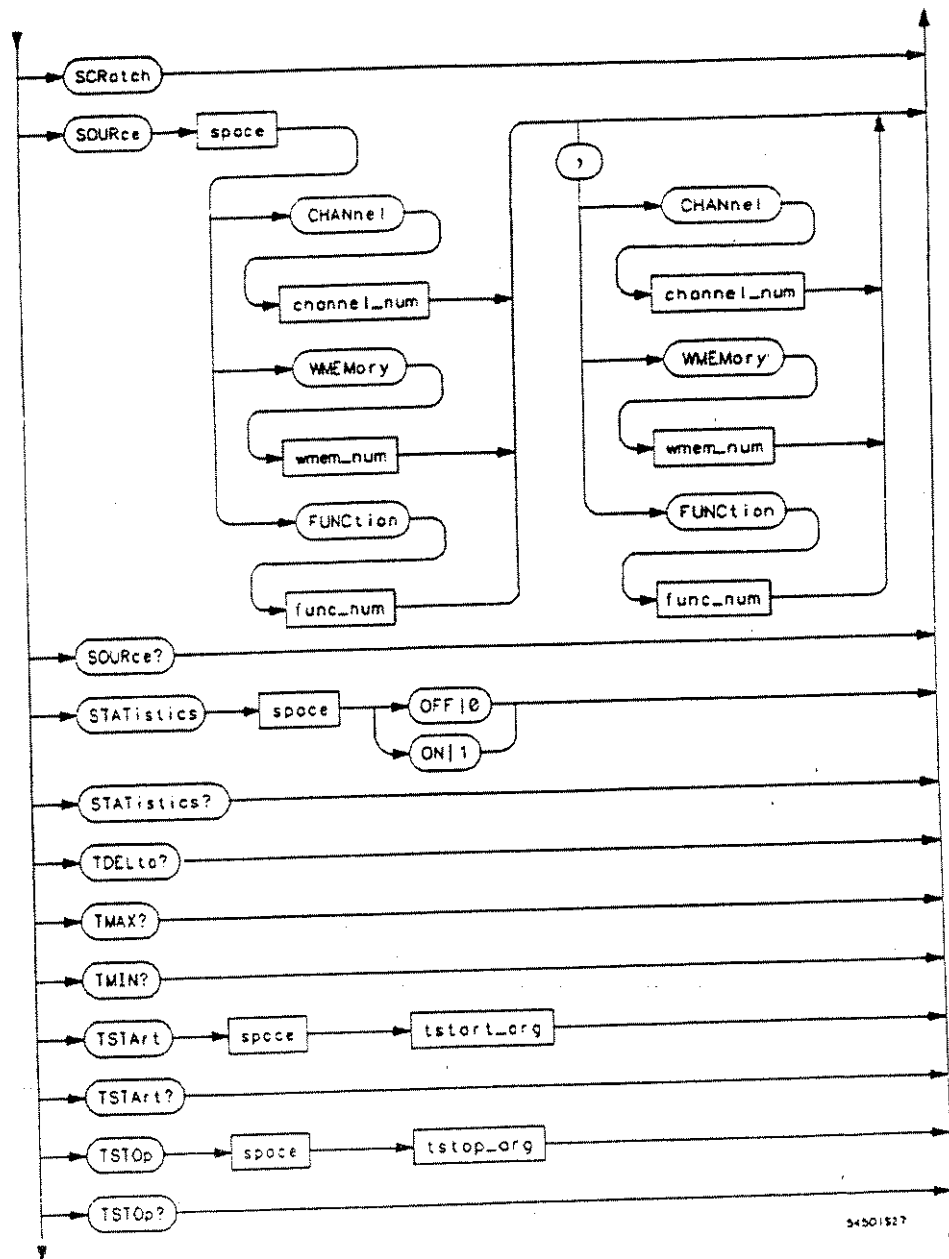 SCRatch
SOURce space
,
CHANnel CHANnel
channel_num channel_num
WMEMory WMEMory
wmem_num wmem_num
FUNCtion FUNCtion
func_num func_num
SOURce?
STATistics space OFF|0
ON|1
STATistics?
TDELta?
TMAX?
TMIN?
TSTArt space tstart_arg
TSTArt?
TSTOp space tstop_arg
TSTOp?
54501S27